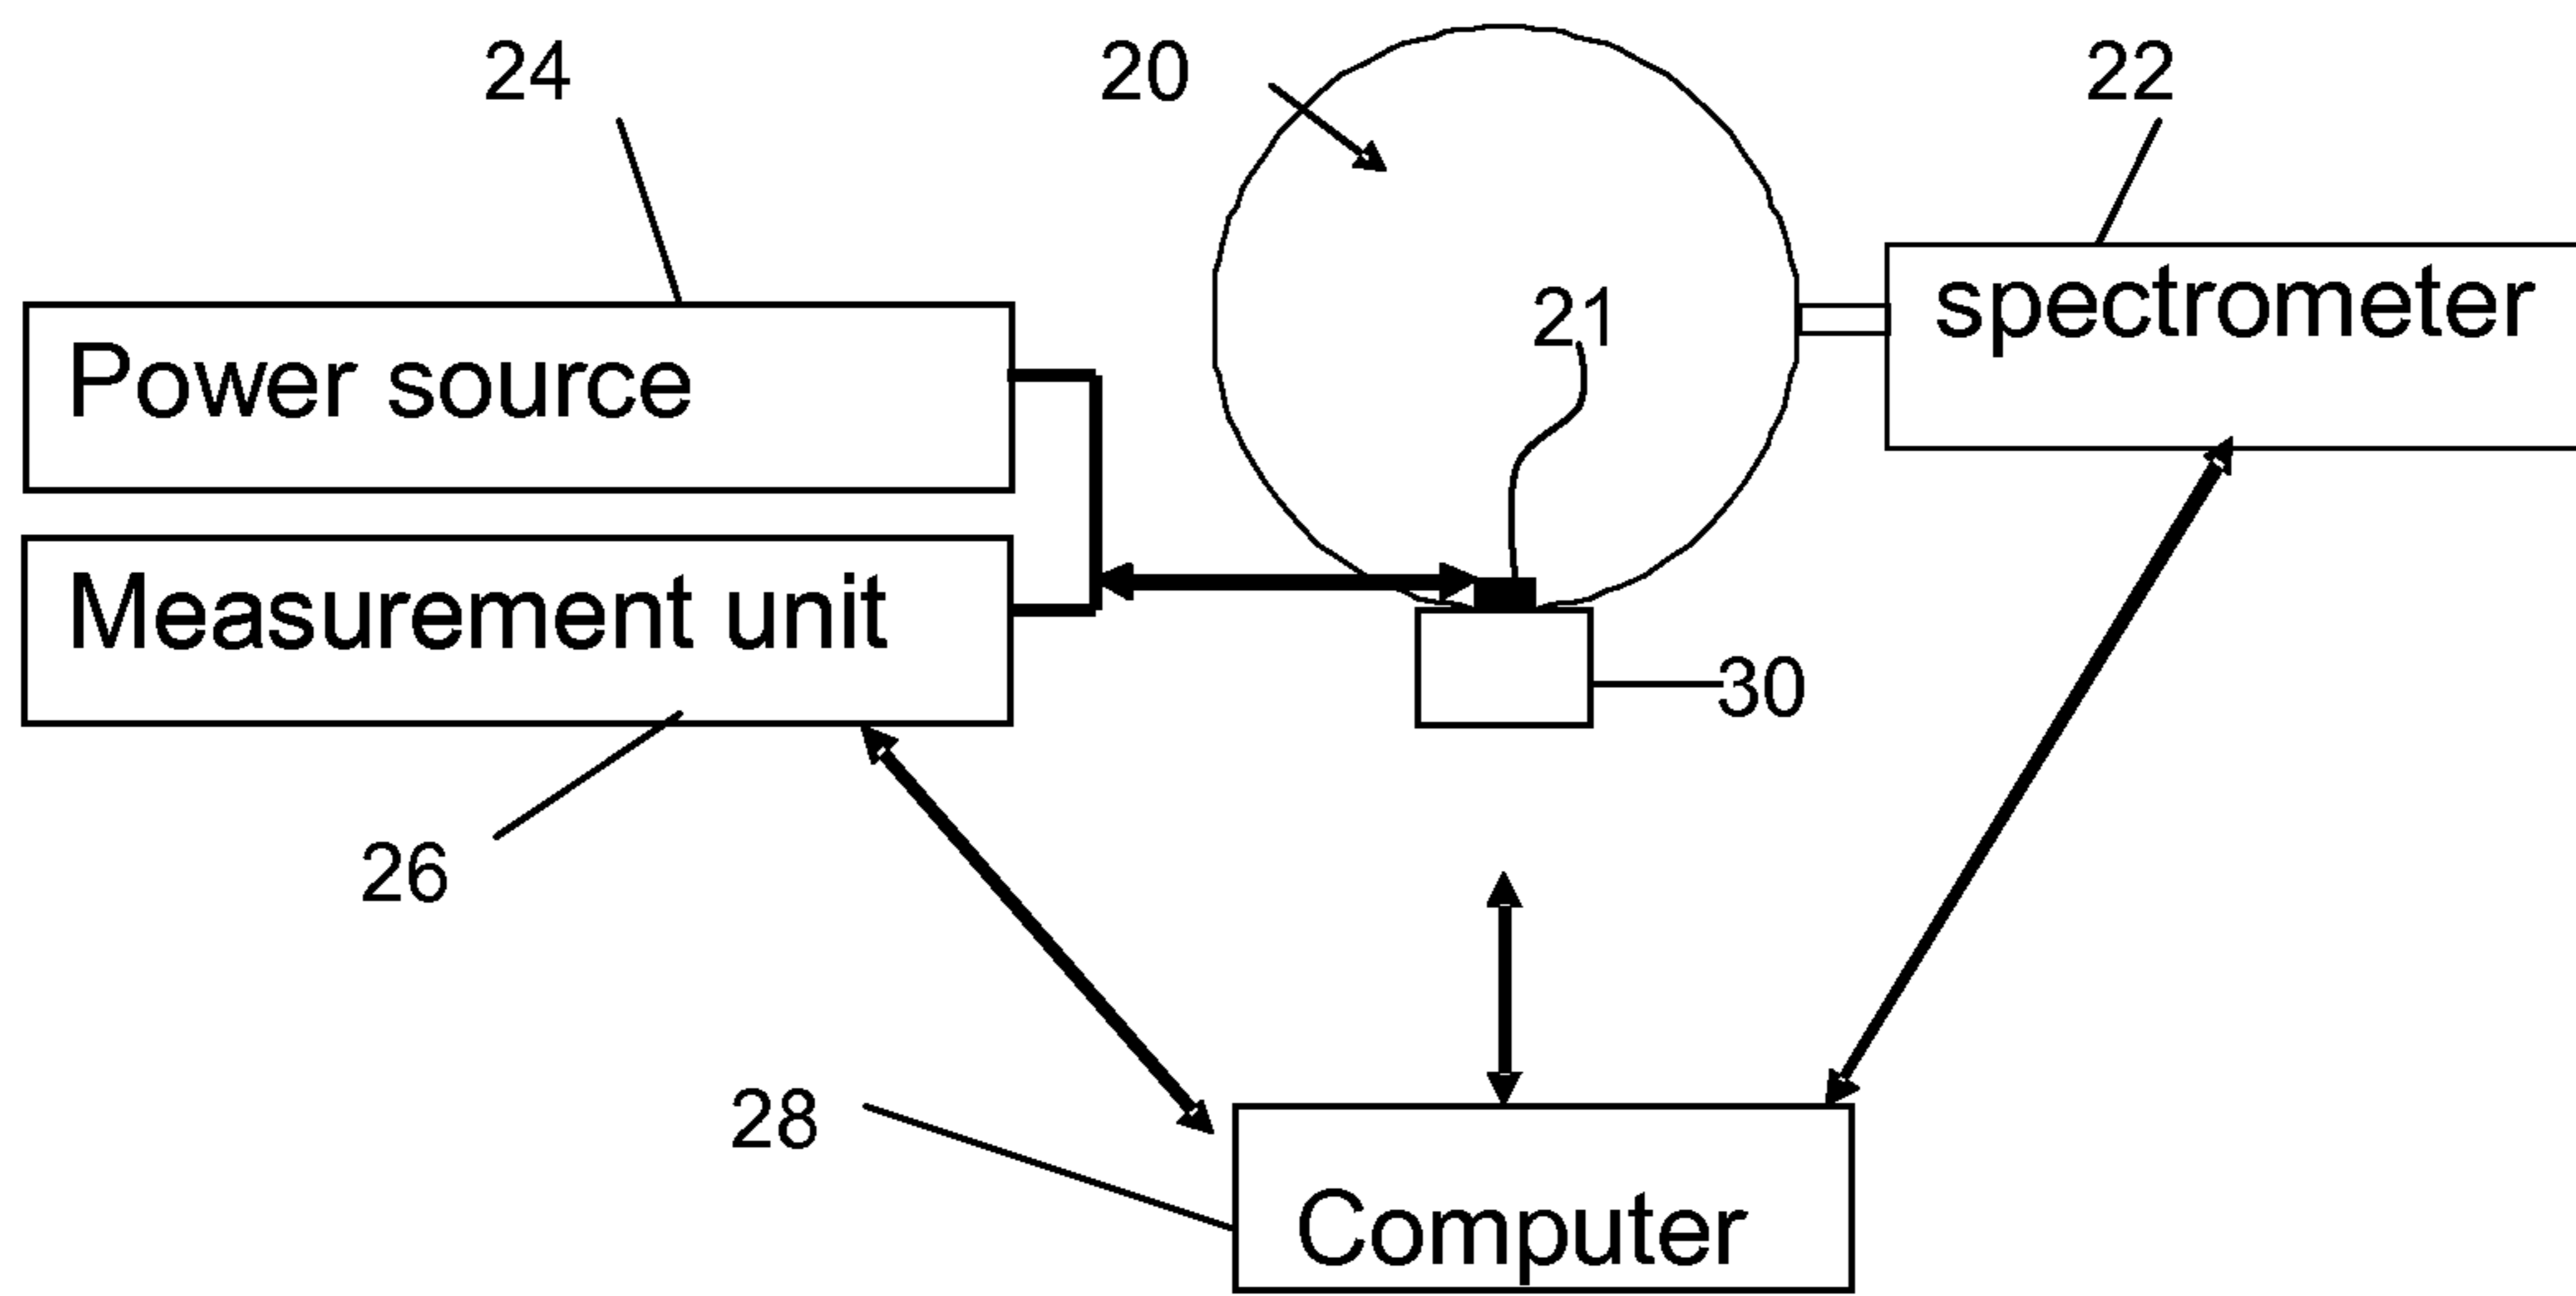 24
20
22
Power source
21
spectrometer
Measurement unit
30
26
28
Computer